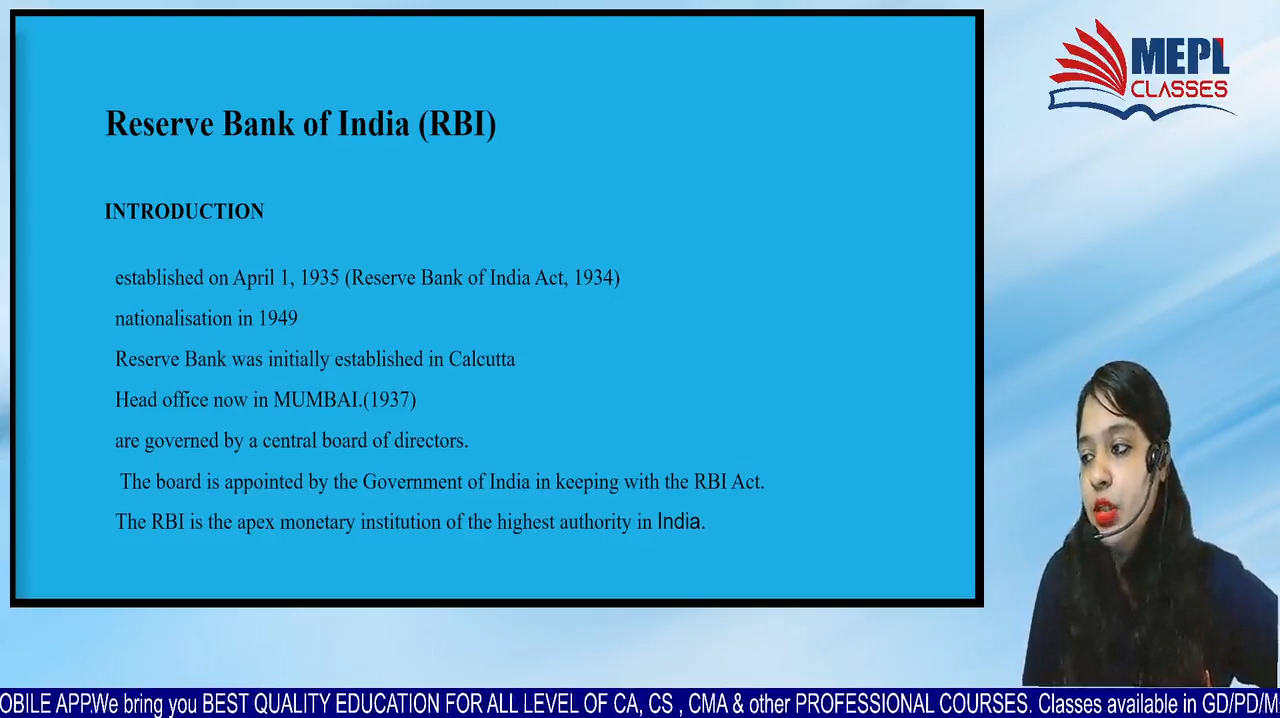 MEPL
CLASSES
Reserve Bank of India (RBI)
INTRODUCTION
established on April 1, 1935 (Reserve Bank of India Act, 1934)
nationalisation in 1949
Reserve Bank was initially established in Calcutta
Head office now in MUMBAI.(1937)
are governed by a central board of directors.
The board is appointed by the Government of India in keeping with the RBI Act.
The RBI is the apex monetary institution of the highest authority in India.
OBILE APP.We bring you BEST QUALITY EDUCATION FOR ALL LEVEL OF CA, CS , CMA & other PROFESSIONAL COURSES. Classes available in GD/PD/M